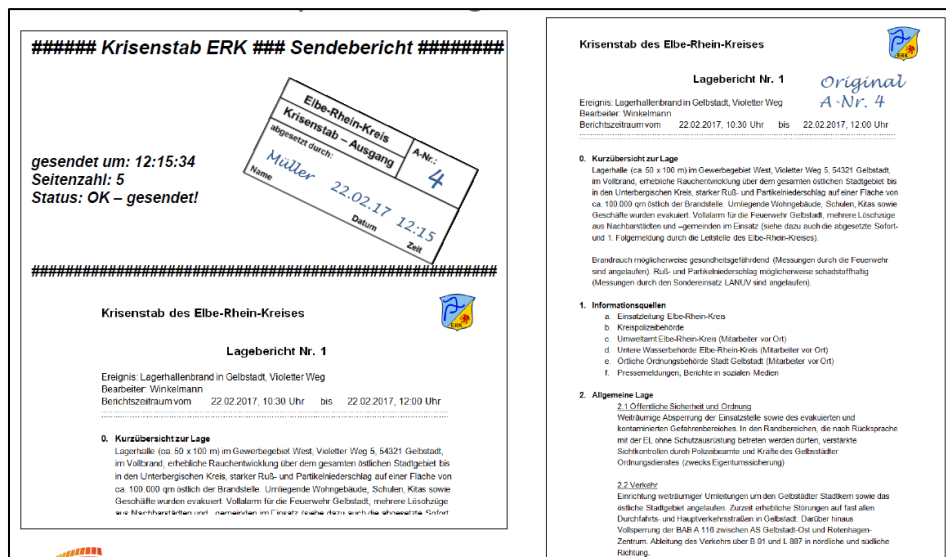 ###### Krisenstab ERK ### Sendebericht ########
Elbe-Rhein-Kreis
Krisenstab – Ausgang
A-Nr.:
4
abgesetzt durch:
Müller 22.02.17 12:15
Name
Datum
Zeit
gesendet um: 12:15:34
Seitenzahl: 5
Status: OK – gesendet!
Krisenstab des Elbe-Rhein-Kreises
ERK
Lagebericht Nr. 1
Ereignis: Lagerhallenbrand in Gelbstadt, Violetter Weg
Bearbeiter: Winkelmann
Berichtszeitraum vom 22.02.2017, 10:30 Uhr bis 22.02.2017, 12:00 Uhr
0. Kurzübersicht zur Lage
Lagerhalle (ca. 50 x 100 m) im Gewerbegebiet West, Violetter Weg 5, 54321 Gelbstadt,
im Vollbrand, erhebliche Rauchentwicklung über dem gesamten östlichen Stadtgebiet bis
in den Unterbergischen Kreis, starker Ruß- und Partikelniederschlag auf einer Fläche von
ca. 100.000 qm östlich der Brandstelle. Umliegende Wohngebäude, Schulen, Kitas sowie
Geschäfte wurden evakuiert. Vollalarm für die Feuerwehr Gelbstadt, mehrere Löschzüge
aus Nachbarstädten und –gemeinden im Einsatz (siehe dazu auch die abgesetzte Sofort-
Krisenstab des Elbe-Rhein-Kreises
ERK
Lagebericht Nr. 1
Original
A-Nr. 4
Ereignis: Lagerhallenbrand in Gelbstadt, Violetter Weg
Bearbeiter: Winkelmann
Berichtszeitraum vom 22.02.2017, 10:30 Uhr bis 22.02.2017, 12:00 Uhr
0. Kurzübersicht zur Lage
Lagerhalle (ca. 50 x 100 m) im Gewerbegebiet West, Violetter Weg 5, 54321 Gelbstadt,
im Vollbrand, erhebliche Rauchentwicklung über dem gesamten östlichen Stadtgebiet bis
in den Unterbergischen Kreis, starker Ruß- und Partikelniederschlag auf einer Fläche von
ca. 100.000 qm östlich der Brandstelle. Umliegende Wohngebäude, Schulen, Kitas sowie
Geschäfte wurden evakuiert. Vollalarm für die Feuerwehr Gelbstadt, mehrere Löschzüge
aus Nachbarstädten und –gemeinden im Einsatz (siehe dazu auch die abgesetzte Sofort-
und 1. Folgemeldung durch die Leitstelle des Elbe-Rhein-Kreises).
Brandrauch möglicherweise gesundheitsgefährdend (Messungen durch die Feuerwehr
sind angelaufen). Ruß- und Partikelniederschlag möglicherweise schadstoffhaltig
(Messungen durch den Sondereinsatz LANUV sind angelaufen).
1. Informationsquellen
a. Einsatzleitung Elbe-Rhein-Kreis
b. Kreispolizeibehörde
c. Umweltamt Elbe-Rhein-Kreis (Mitarbeiter vor Ort)
d. Untere Wasserbehörde Elbe-Rhein-Kreis (Mitarbeiter vor Ort)
e. Örtliche Ordnungsbehörde Stadt Gelbstadt (Mitarbeiter vor Ort)
f. Pressemeldungen, Berichte in sozialen Medien
2. Allgemeine Lage
2.1 Öffentliche Sicherheit und Ordnung
Weiträumige Absperrung der Einsatzstelle sowie des evakuierten und
kontaminierten Gefahrenbereiches. In den Randbereichen, die nach Rücksprache
mit der EL ohne Schutzausrüstung betreten werden dürfen, verstärkte
Sichtkontrollen durch Polizeibeamte und Kräfte des Gelbsstädter
Ordnungsdienstes (zwecks Eigentumssicherung)
2.2 Verkehr
Einrichtung weiträumiger Umleitungen um den Gelbstädter Stadtkern sowie das
östliche Stadtgebiet angelaufen. Zurzeit erhebliche Störungen auf fast allen
Durchfahrts- und Hauptverkehrsstraßen in Gelbstadt. Darüber hinaus
Vollsperrung der BAB A 116 zwischen AS Gelbstadt-Ost und Rotenhagen-
Zentrum. Ableitung des Verkehrs über B 91 und L 887 in nördliche und südliche
Richtung.